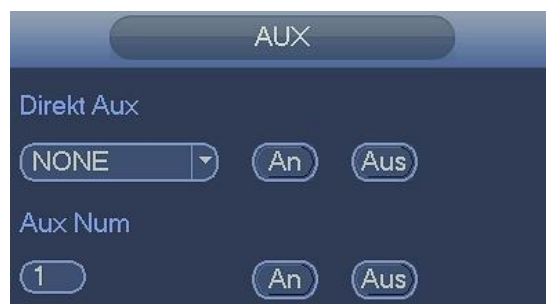 AUX
Direkt Aux
NONE An Aus
Aux Num
1 An Aus